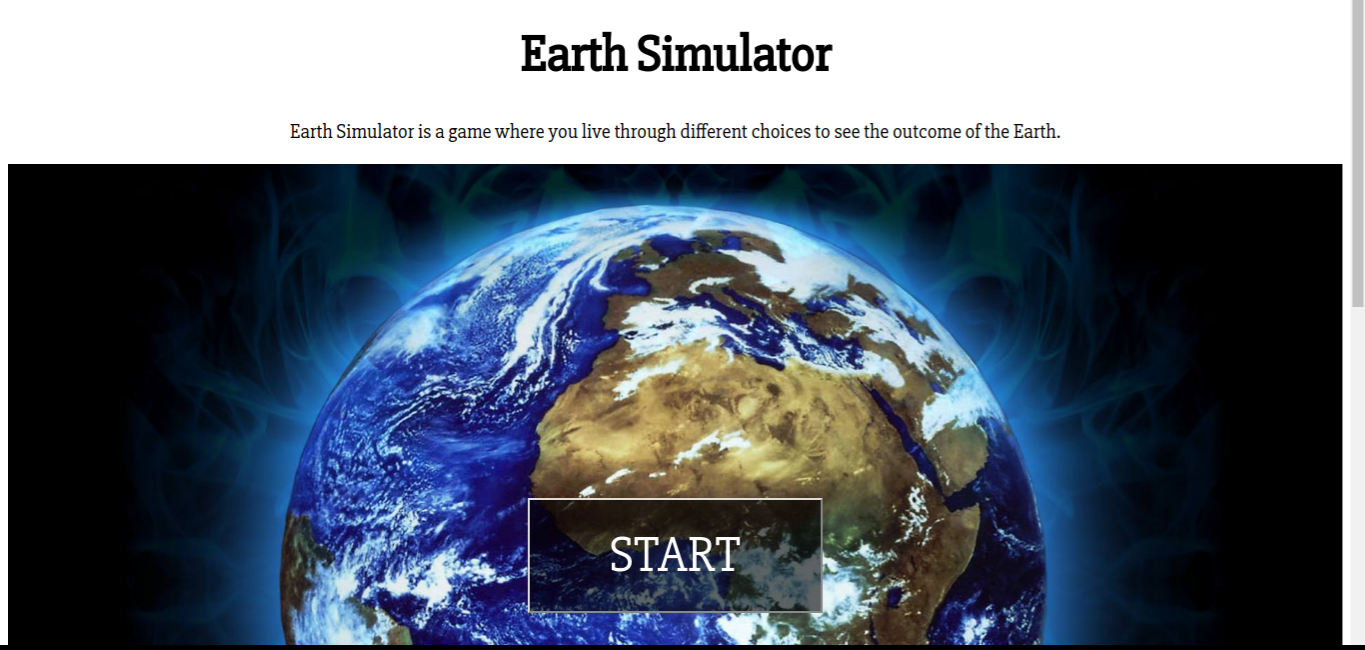 Earth Simulator
Earth Simulator is a game where you live through different choices to see the outcome of the Earth.
START